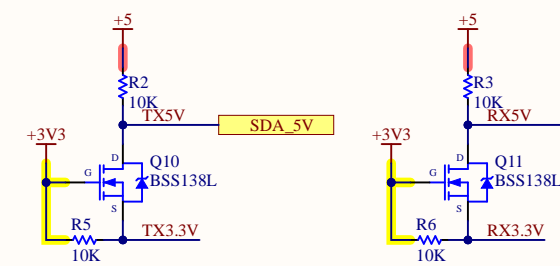 +5
R2
10K
TX5V
SDA_5V
+3V3
D
G
S
Q10
BSS138L
R5
10K
TX3.3V
+5
R3
10K
RX5V
+3V3
D
G
S
Q11
BSS138L
R6
10K
RX3.3V